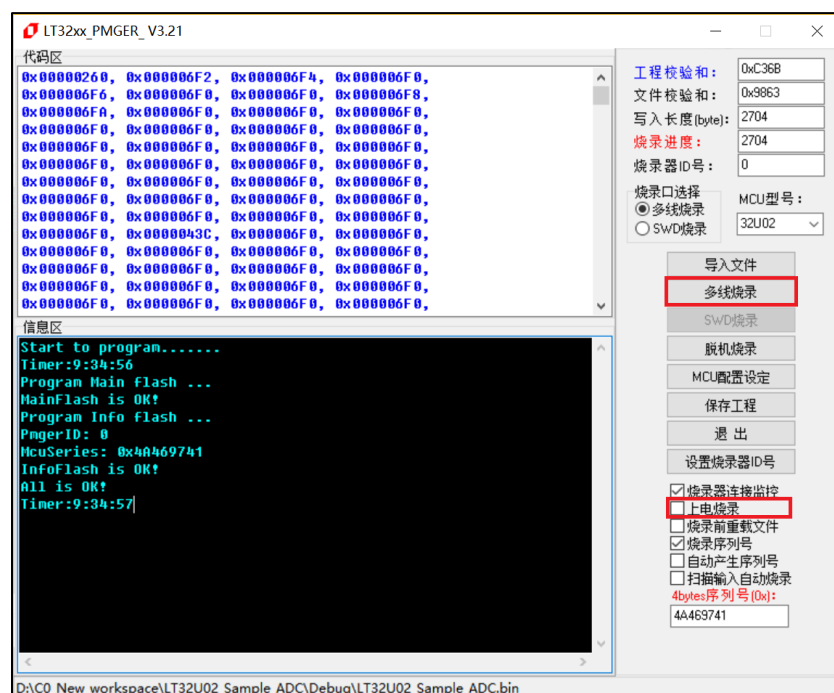 LT32xx_PMGER_ V3.21
代码区
0x00000260, 0x000006F2, 0x000006F4, 0x000006F0,
0x000006F6, 0x000006F0, 0x000006F0, 0x000006F8,
0x000006FA, 0x000006F0, 0x000006F0, 0x000006F0,
0x000006F0, 0x000006F0, 0x000006F0, 0x000006F0,
0x000006F0, 0x000006F0, 0x000006F0, 0x000006F0,
0x000006F0, 0x000006F0, 0x000006F0, 0x000006F0,
0x000006F0, 0x000006F0, 0x000006F0, 0x000006F0,
0x000006F0, 0x000006F0, 0x000006F0, 0x000006F0,
0x000006F0, 0x000006F0, 0x000006F0, 0x000006F0,
0x000006F0, 0x0000043C, 0x000006F0, 0x000006F0,
0x000006F0, 0x000006F0, 0x000006F0, 0x000006F0,
0x000006F0, 0x000006F0, 0x000006F0, 0x000006F0,
0x000006F0, 0x000006F0, 0x000006F0, 0x000006F0,
0x000006F0, 0x000006F0, 0x000006F0, 0x000006F0,
信息区
Start to program.......
Timer:9:34:56
Program Main flash ...
MainFlash is OK!
Program Info flash ...
PmgerID: 0
McuSeries: 0x4A469741
InfoFlash is OK!
All is OK!
Timer:9:34:57
工程校验和: 0xC36B
文件校验和: 0x9863
写入长度(byte): 2704
烧录进度: 2704
烧录器ID号: 0
烧录口选择
多线烧录
SWD烧录
MCU型号:
32U02
导入文件
多线烧录
SWD烧录
脱机烧录
MCU配置设定
保存工程
退 出
设置烧录器ID号
烧录器连接监控
上电烧录
烧录前重载文件
烧录序列号
自动产生序列号
扫描输入自动烧录
4bytes序列号(0x):
4A469741
D:\C0_New_workspace\LT32U02_Sample_ADC\Debug\LT32U02_Sample_ADC.bin